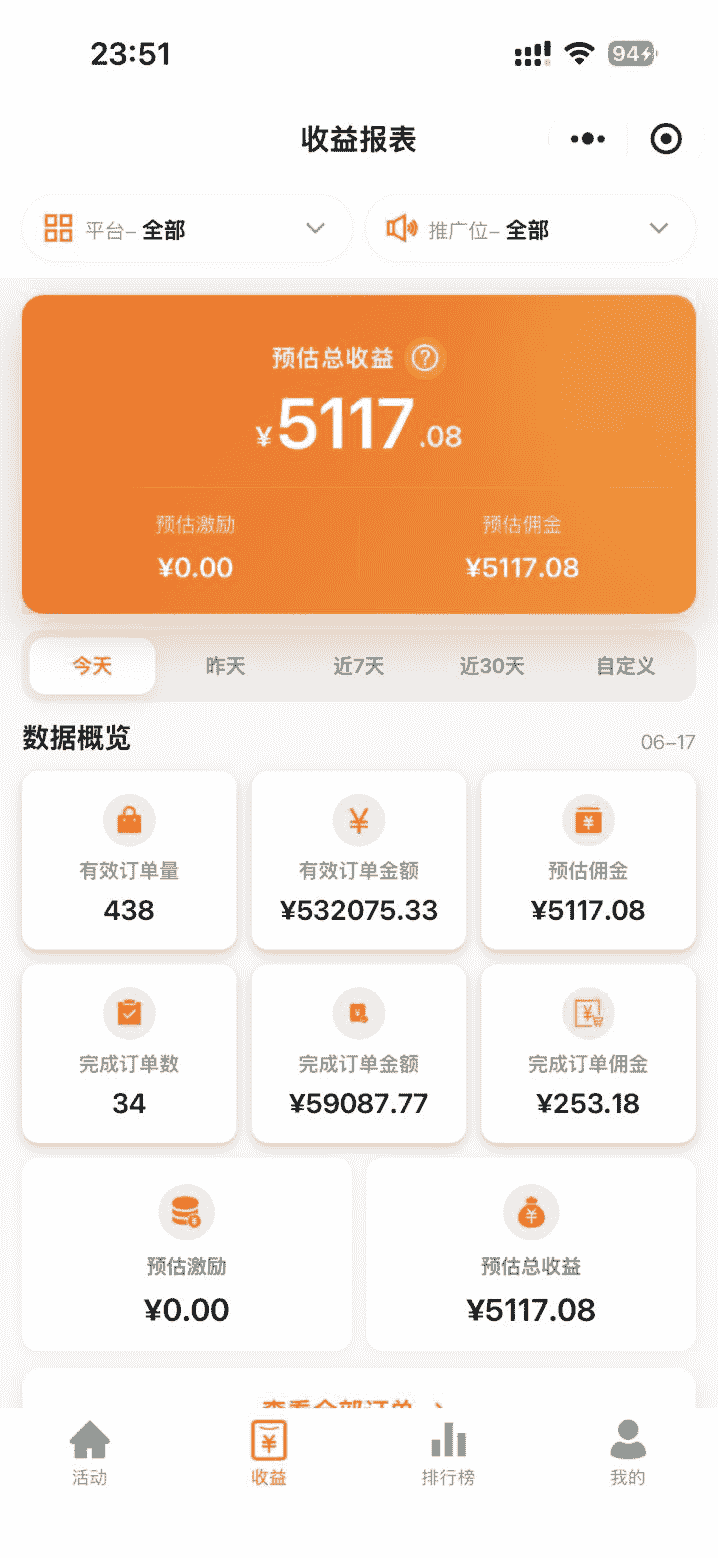 23:51
94
收益报表
平台- 全部
推广位- 全部
预估总收益 ?
¥5117.08
预估激励
预估佣金
¥0.00
¥5117.08
今天 昨天 近7天 近30天 自定义
数据概览
06-17
有效订单量
438
有效订单金额
¥532075.33
预估佣金
¥5117.08
完成订单数
34
完成订单金额
¥59087.77
完成订单佣金
¥253.18
预估激励
¥0.00
预估总收益
¥5117.08
查看全部订单
活动 收益 排行榜 我的